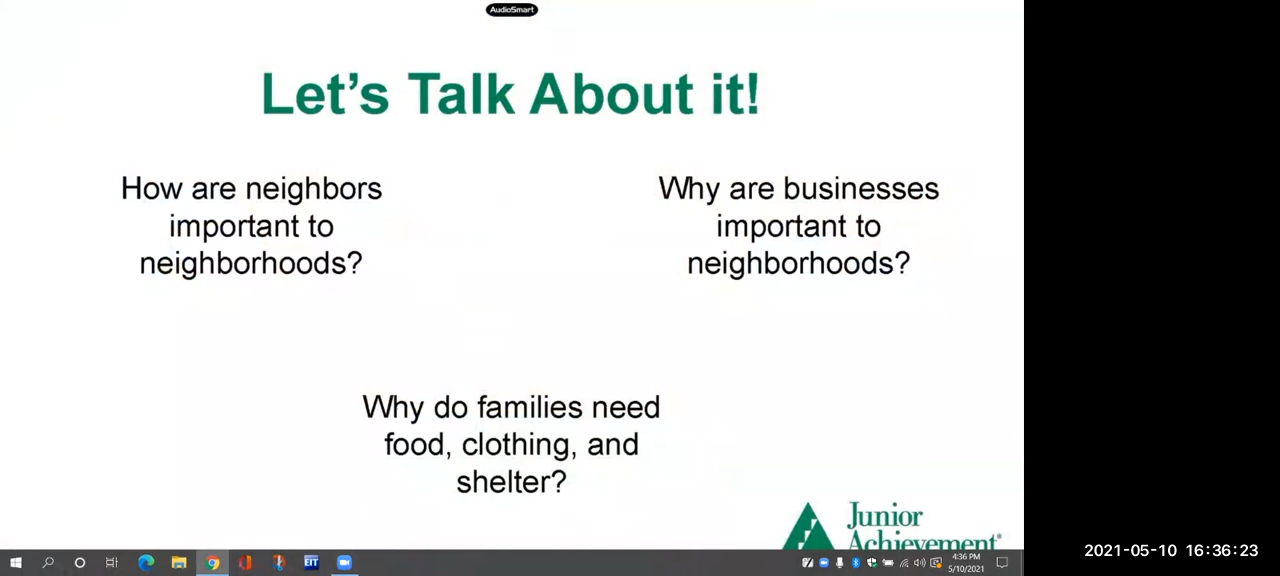 AudioSmart
Let's Talk About it!
How are neighbors
important to
neighborhoods?
Why are businesses
important to
neighborhoods?
Why do families need
food, clothing, and
shelter?
Junior
Achievement®
EIT
4:36 PM
5/10/2021
2021-05-10 16:36:23